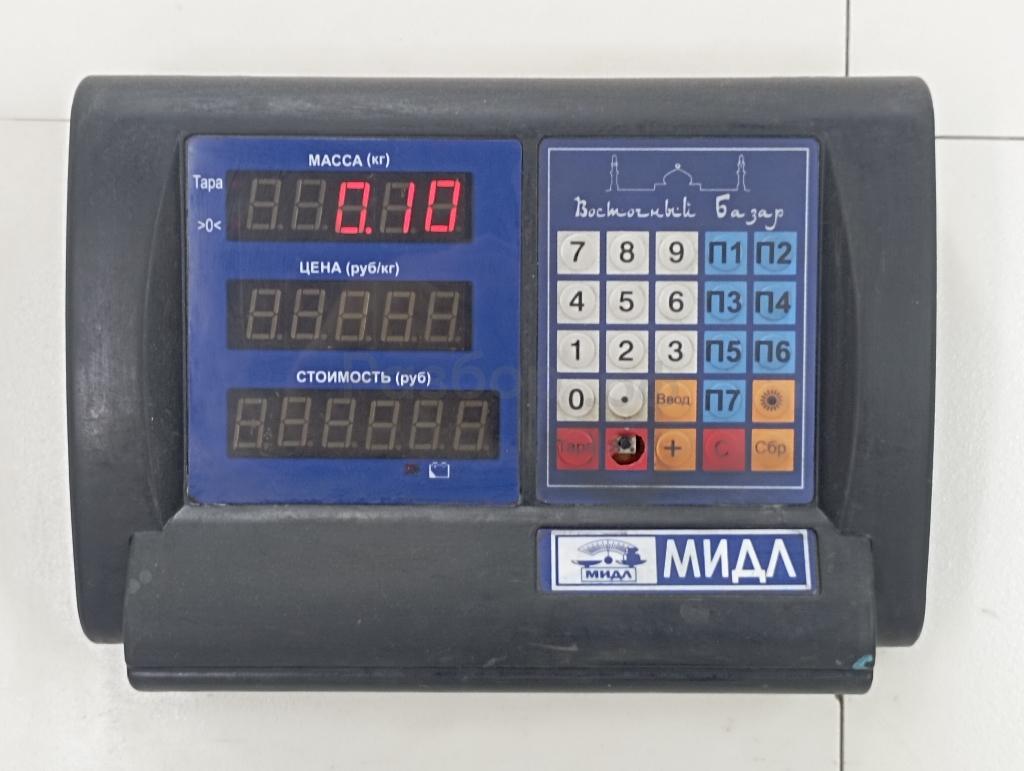 МАССА (кг)
Тара
0.10
>0<
ЦЕНА (руб/кг)
СТОИМОСТЬ (руб)
Восточный Базар
7 8 9 П1 П2
4 5 6 П3 П4
1 2 3 П5 П6
0 . Ввод П7
Тара + С Сбр
МИДЛ
МИДЛ